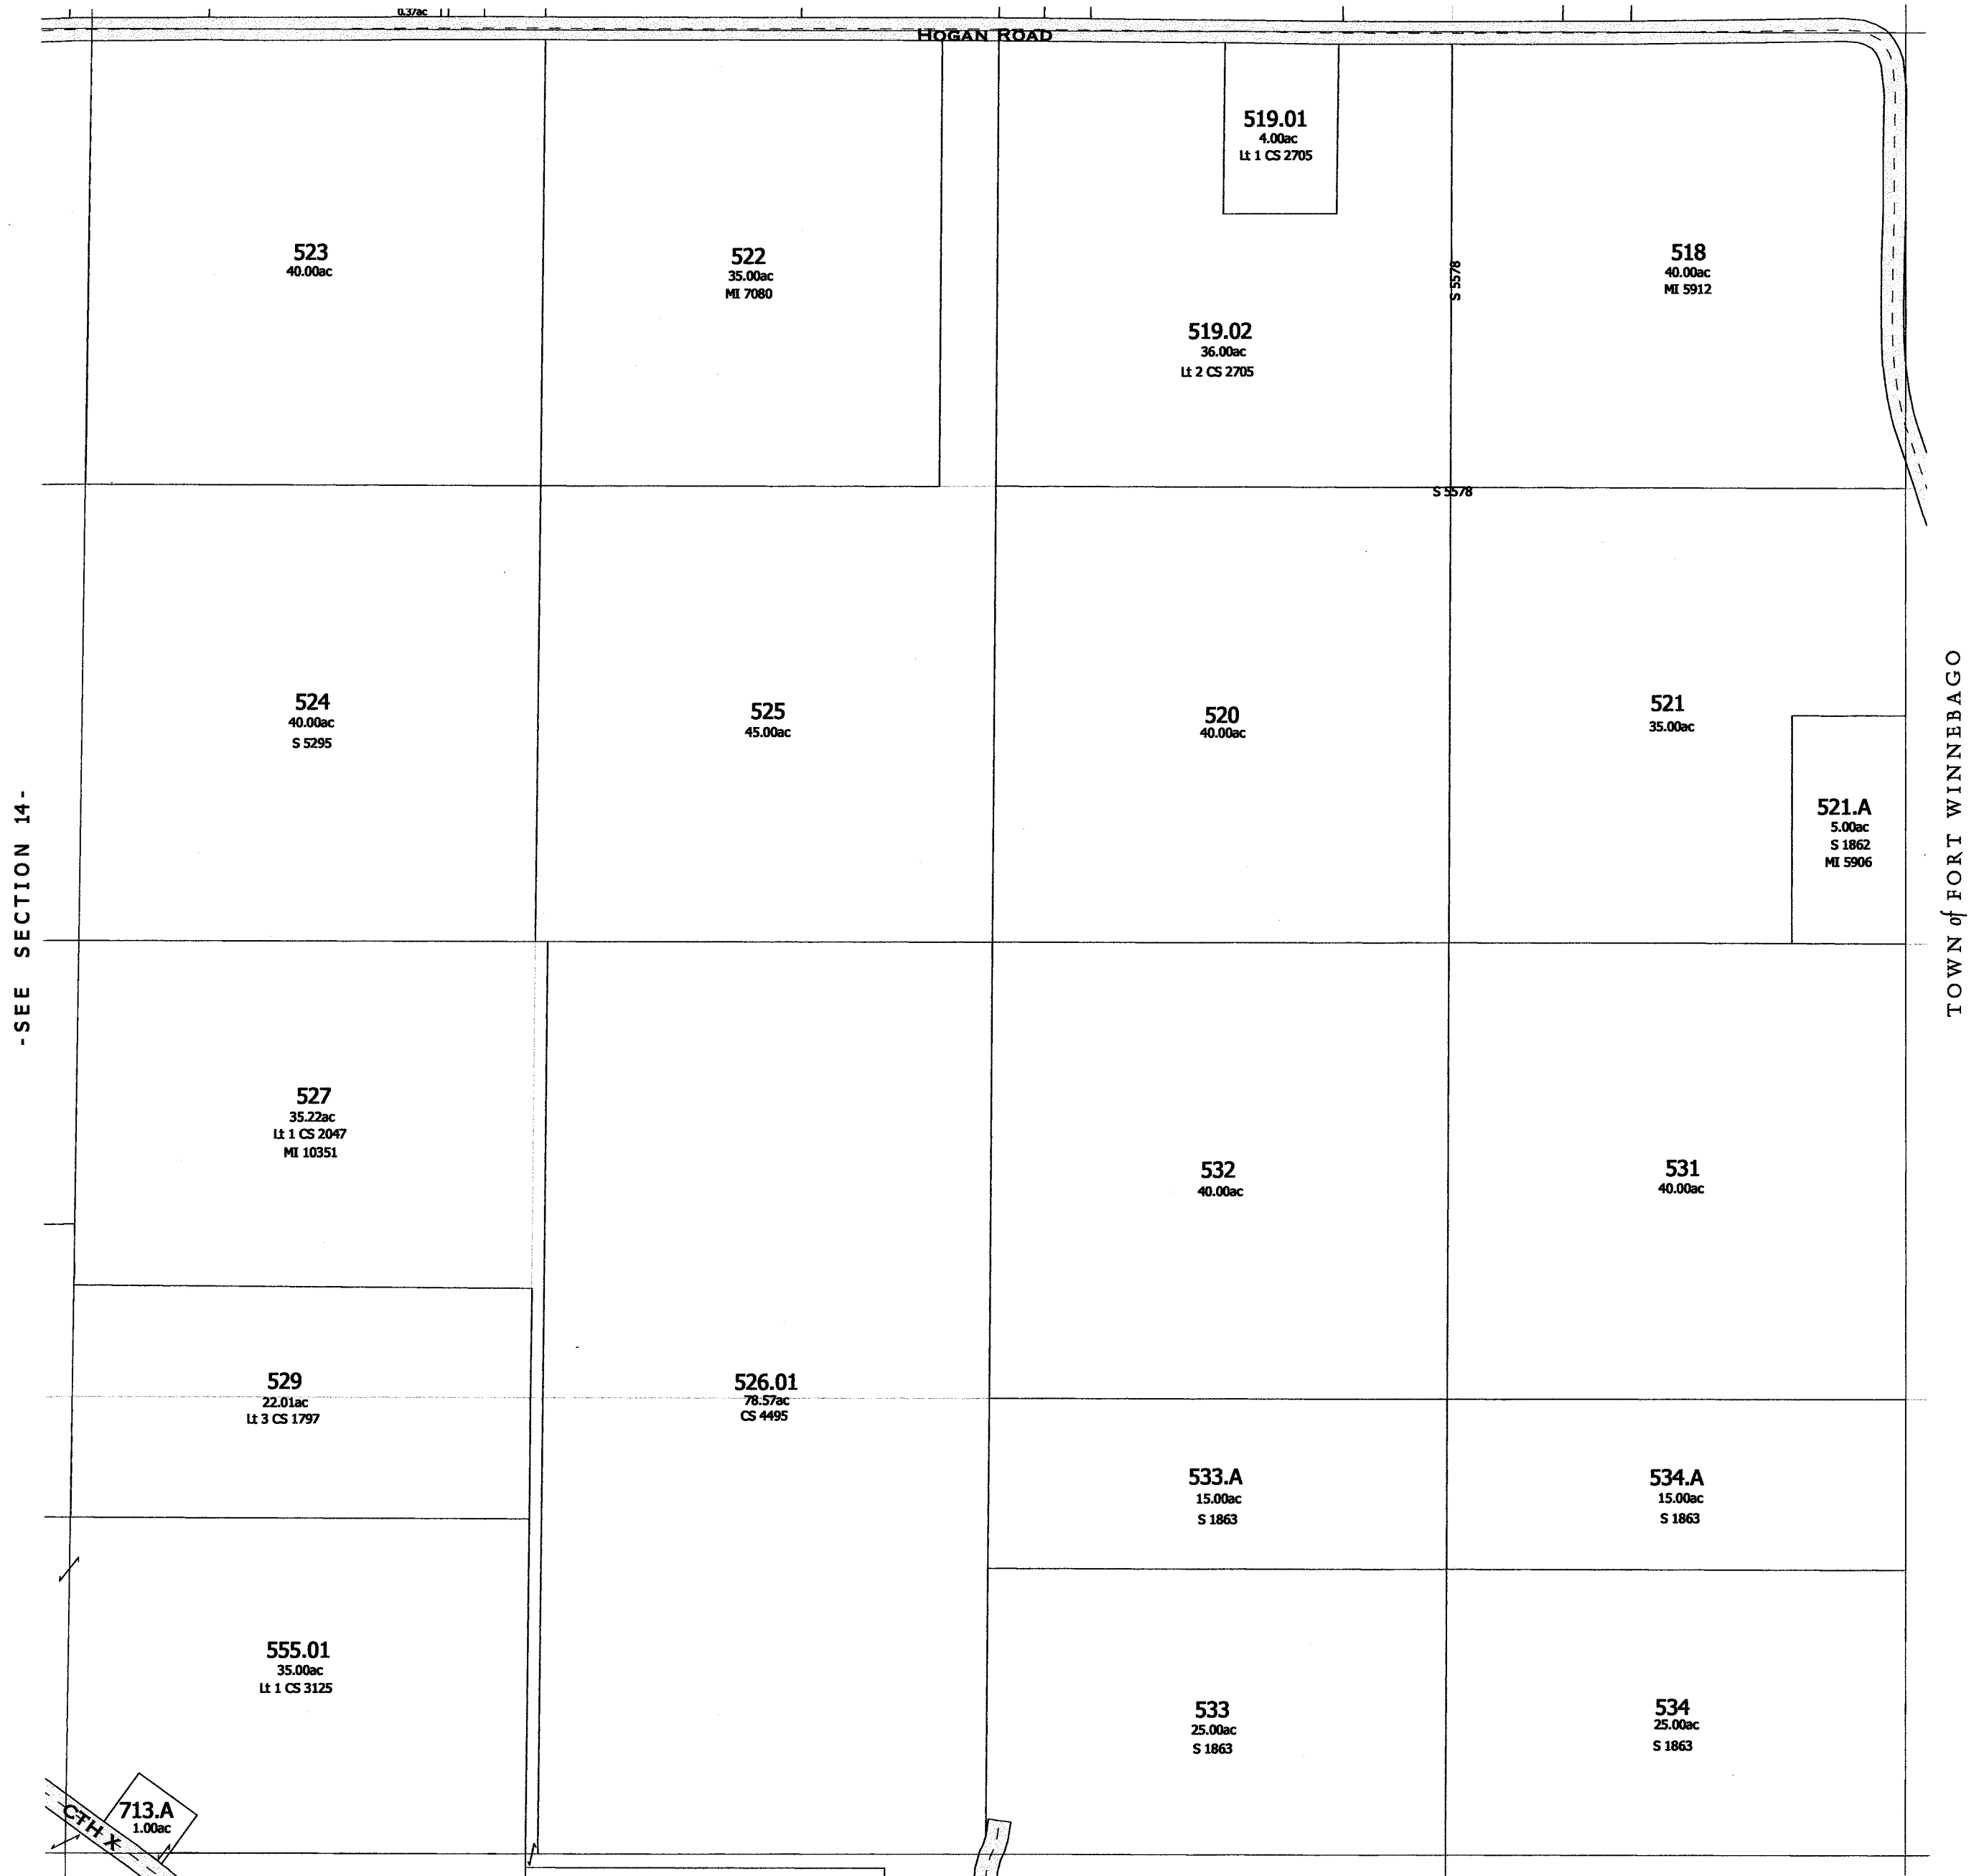 0.37ac
HOGAN ROAD
519.01
4.00ac
Lt 1 CS 2705
523
40.00ac
522
35.00ac
MI 7080
S 5578
518
40.00ac
MI 5912
519.02
36.00ac
Lt 2 CS 2705
S 5578
524
40.00ac
S 5295
525
45.00ac
520
40.00ac
521
35.00ac
521.A
5.00ac
S 1862
MI 5906
-SEE SECTION 14-
TOWN of FORT WINNEBAGO
527
35.22ac
Lt 1 CS 2047
MI 10351
532
40.00ac
531
40.00ac
529
22.01ac
Lt 3 CS 1797
526.01
78.57ac
CS 4495
533.A
15.00ac
S 1863
534.A
15.00ac
S 1863
555.01
35.00ac
Lt 1 CS 3125
533
25.00ac
S 1863
534
25.00ac
S 1863
713.A
1.00ac
CTH X